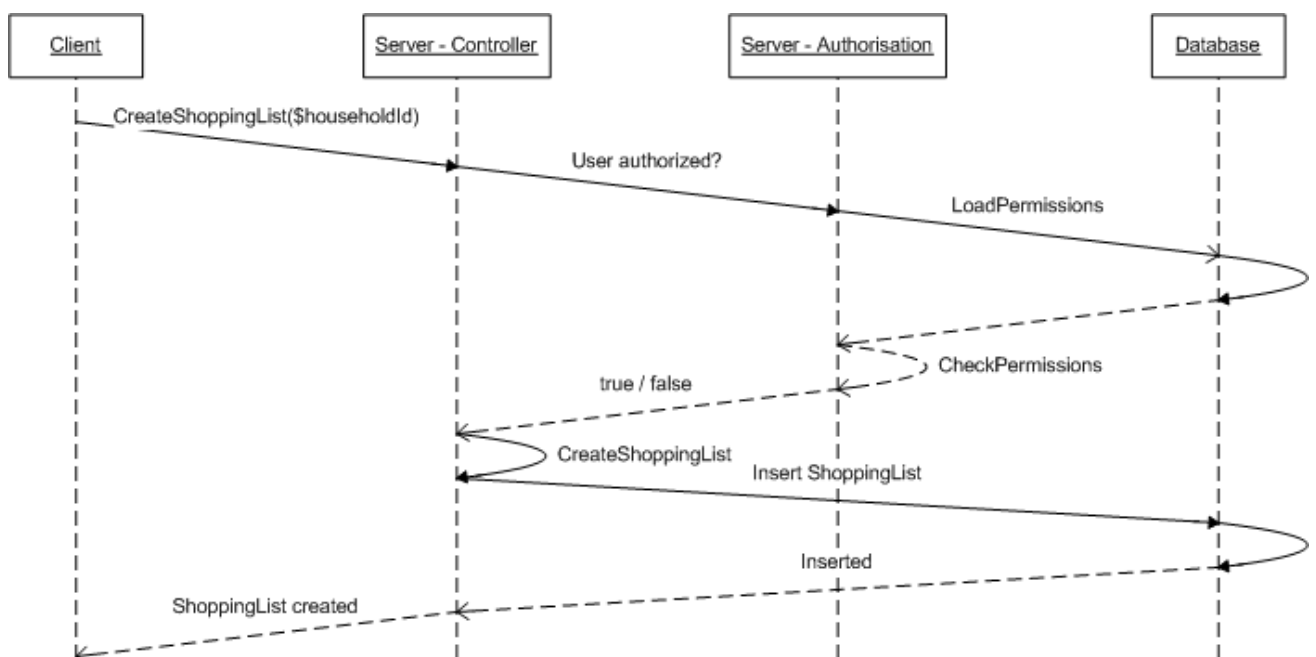 Client
Server - Controller
Server - Authorisation
Database
CreateShoppingList($householdId)
User authorized?
LoadPermissions
CheckPermissions
true / false
CreateShoppingList
Insert ShoppingList
Inserted
ShoppingList created